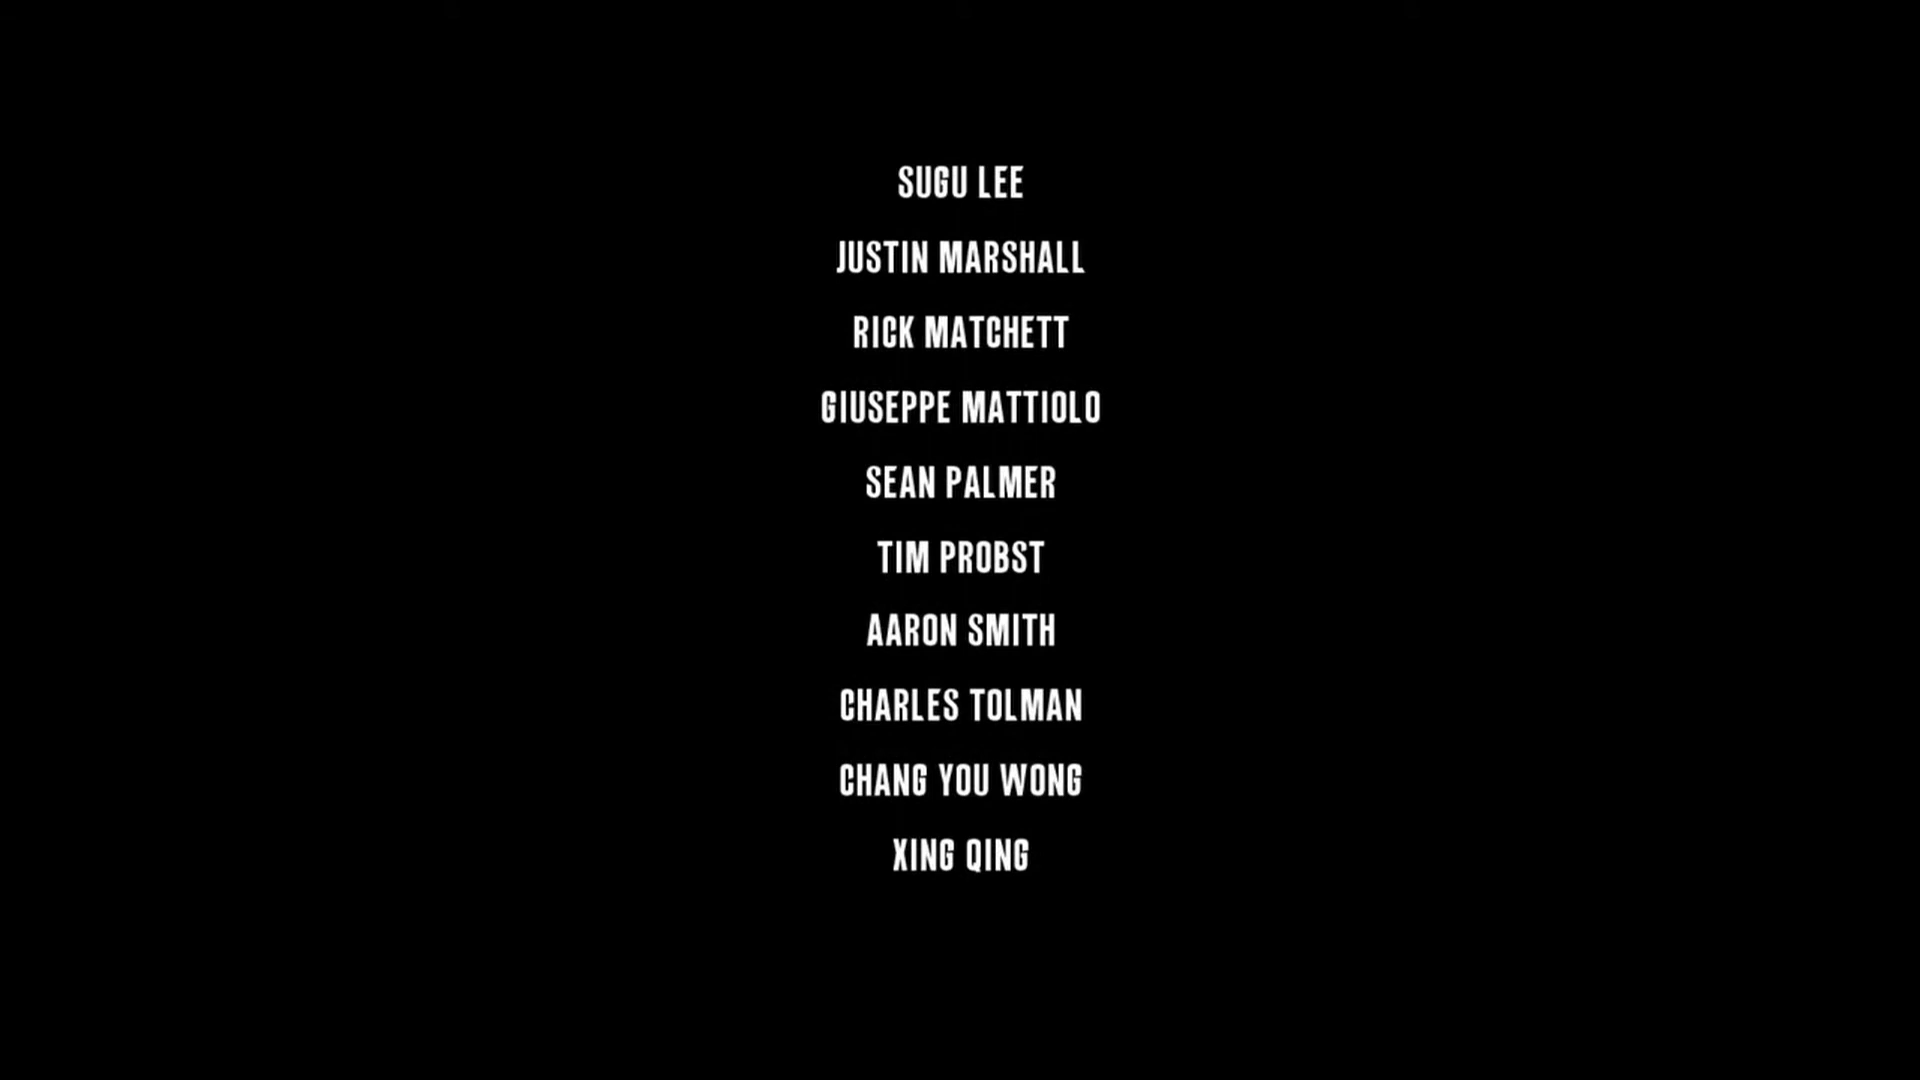 SUGU LEE
JUSTIN MARSHALL
RICK MATCHETT
GIUSEPPE MATTIOLO
SEAN PALMER
TIM PROBST
AARON SMITH
CHARLES TOLMAN
CHANG YOU WONG
XING QING